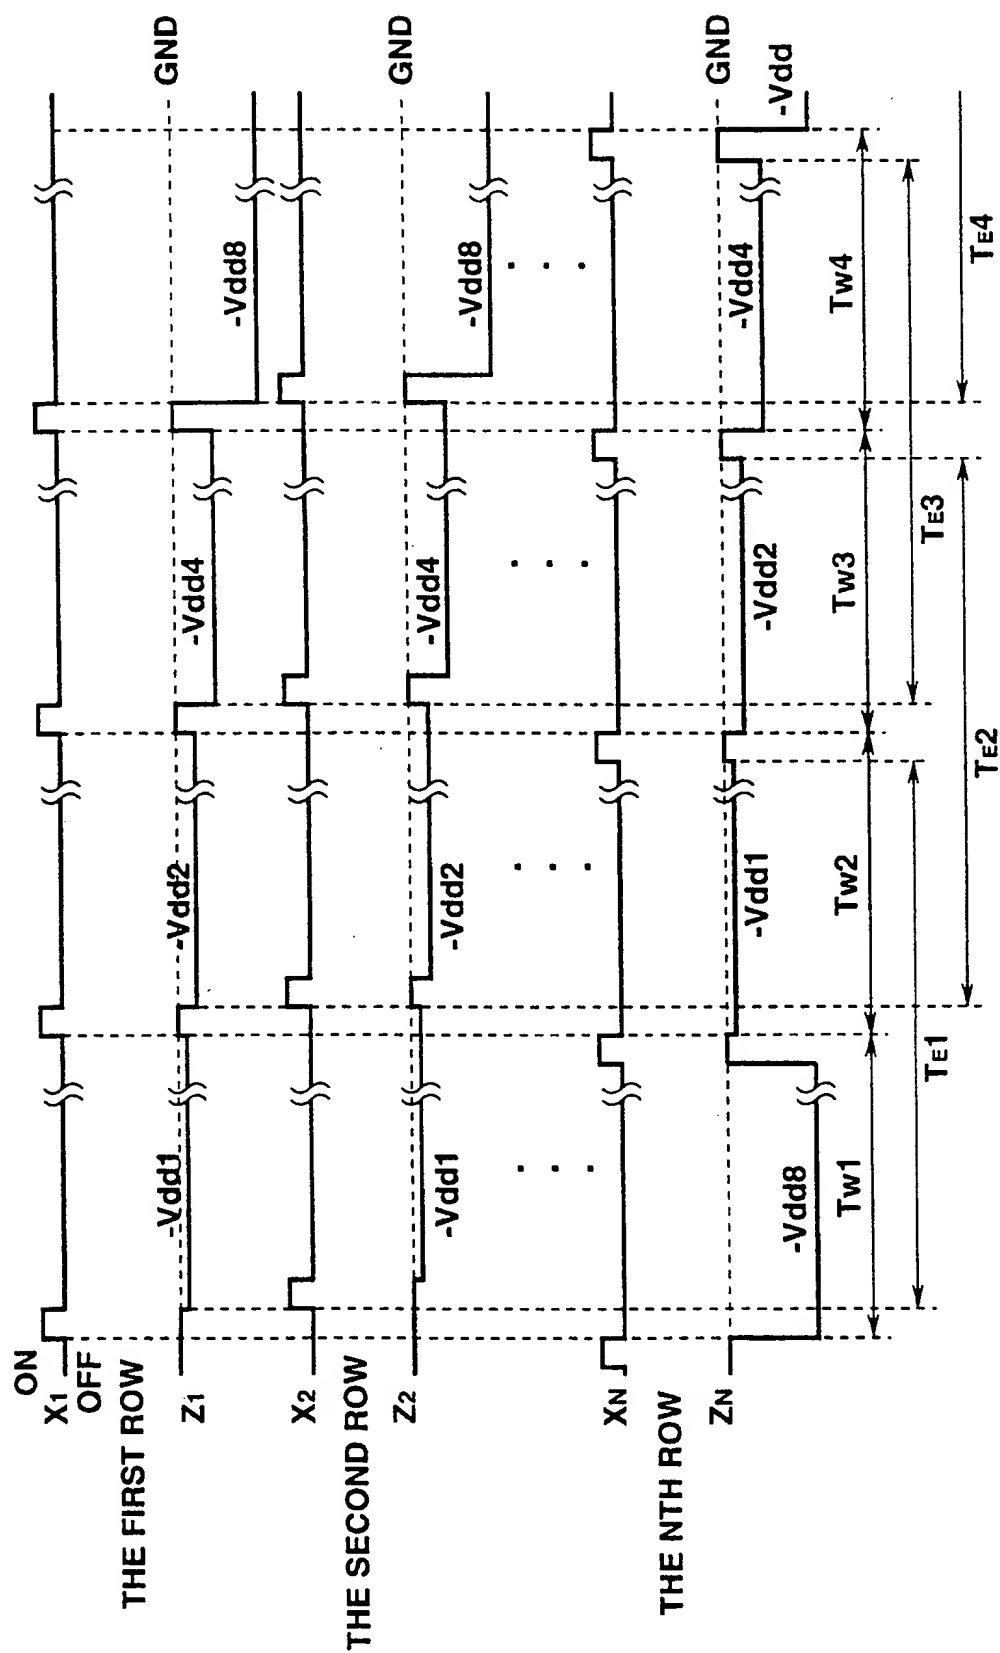 ON
X1
OFF
THE FIRST ROW
Z1
-Vdd1
-Vdd2
-Vdd4
-Vdd8
GND
X2
THE SECOND ROW
Z2
-Vdd1
-Vdd2
-Vdd4
-Vdd8
GND
XN
THE NTH ROW
ZN
-Vdd8
-Vdd1
-Vdd2
-Vdd4
-Vdd
GND
TW1
TW2
TW3
TW4
TE1
TE2
TE3
TE4